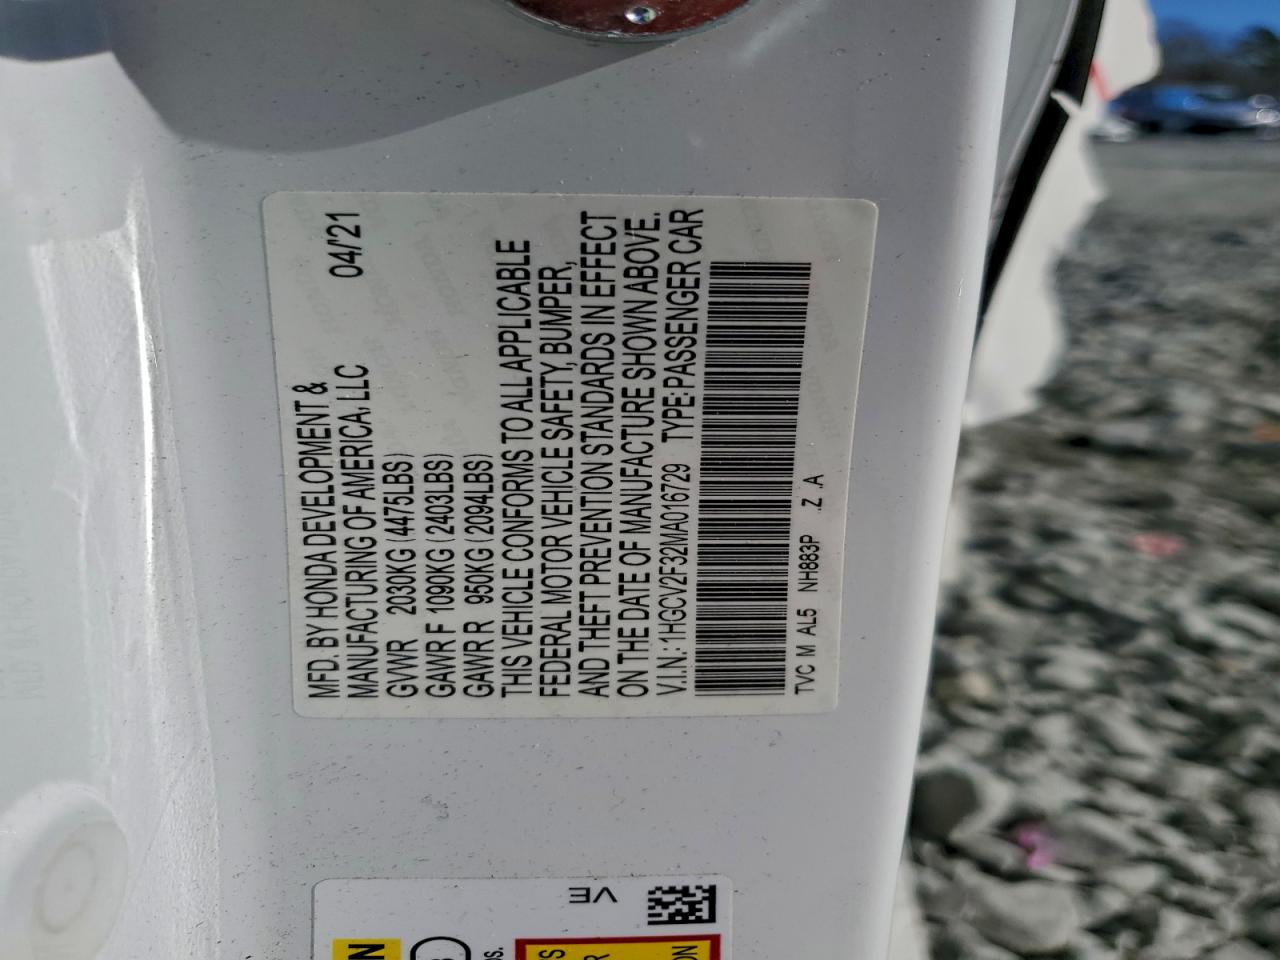 MFD. BY HONDA DEVELOPMENT &
MANUFACTURING OF AMERICA, LLC 04/'21
GVWR 2030KG (4475LBS)
GAWR F 1090KG (2403LBS)
GAWR R 950KG (2094LBS)
THIS VEHICLE CONFORMS TO ALL APPLICABLE
FEDERAL MOTOR VEHICLE SAFETY, BUMPER,
AND THEFT PREVENTION STANDARDS IN EFFECT
ON THE DATE OF MANUFACTURE SHOWN ABOVE.
V.I.N.: 1HGCV2F32MA016729 TYPE: PASSENGER CAR
TVC M AL5 NH883P .Z .A
VE